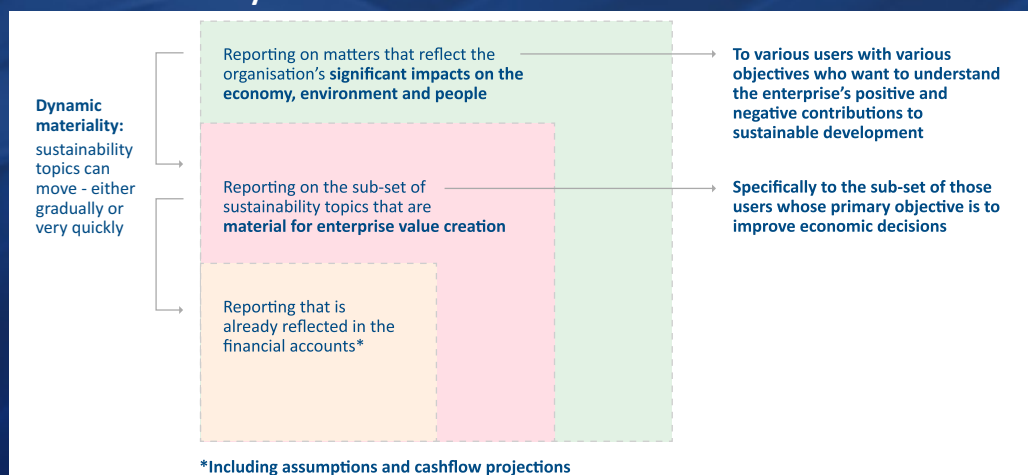 Reporting on matters that reflect the
organisation's significant impacts on the
economy, environment and people
To various users with various
objectives who want to understand
the enterprise's positive and
negative contributions to
sustainable development
Dynamic
materiality:
sustainability
topics can
move - either
gradually or
very quickly
Reporting on the sub-set of
sustainability topics that are
material for enterprise value creation
Specifically to the sub-set of those
users whose primary objective is to
improve economic decisions
Reporting that is
already reflected in the
financial accounts*
*Including assumptions and cashflow projections